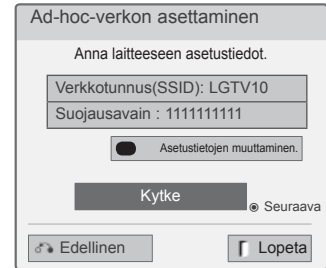 Ad-hoc-verkon asettaminen
Anna laitteeseen asetustiedot.
Verkkotunnus(SSID): LGTV10
Suojausavain : 1111111111
Asetustietojen muuttaminen.
Kytke
Seuraava
Edellinen
Lopeta